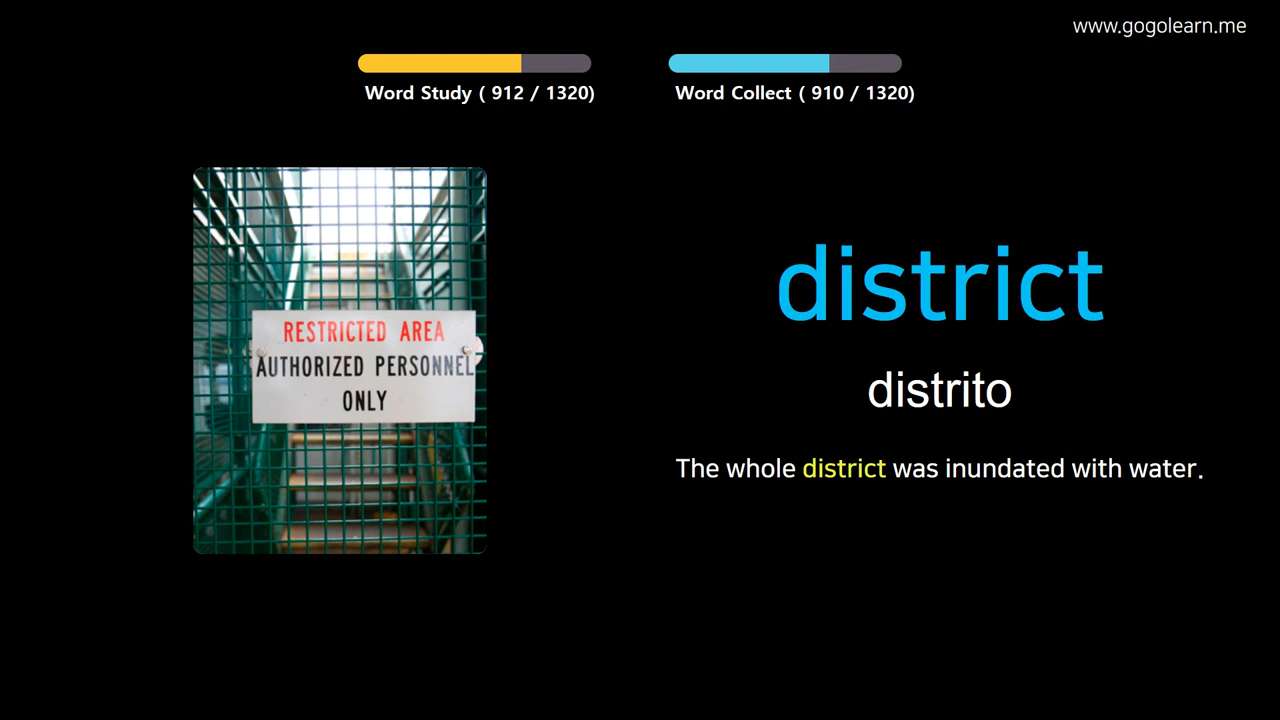 www.gogolearn.me
Word Study ( 912 / 1320)
Word Collect ( 910 / 1320)
RESTRICTED AREA
AUTHORIZED PERSONNEL
ONLY
district
distrito
The whole district was inundated with water.